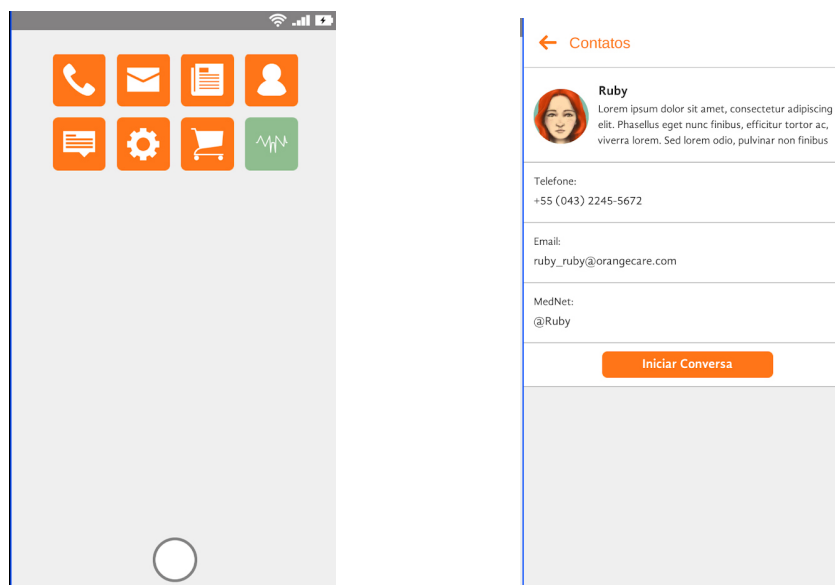 Contatos
Ruby
Lorem ipsum dolor sit amet, consectetur adipiscing
elit. Phasellus eget nunc finibus, efficitur tortor ac,
viverra lorem. Sed lorem odio, pulvinar non finibus
Telefone:
+55 (043) 2245-5672
Email:
ruby_ruby@orangecare.com
MedNet:
@Ruby
Iniciar Conversa